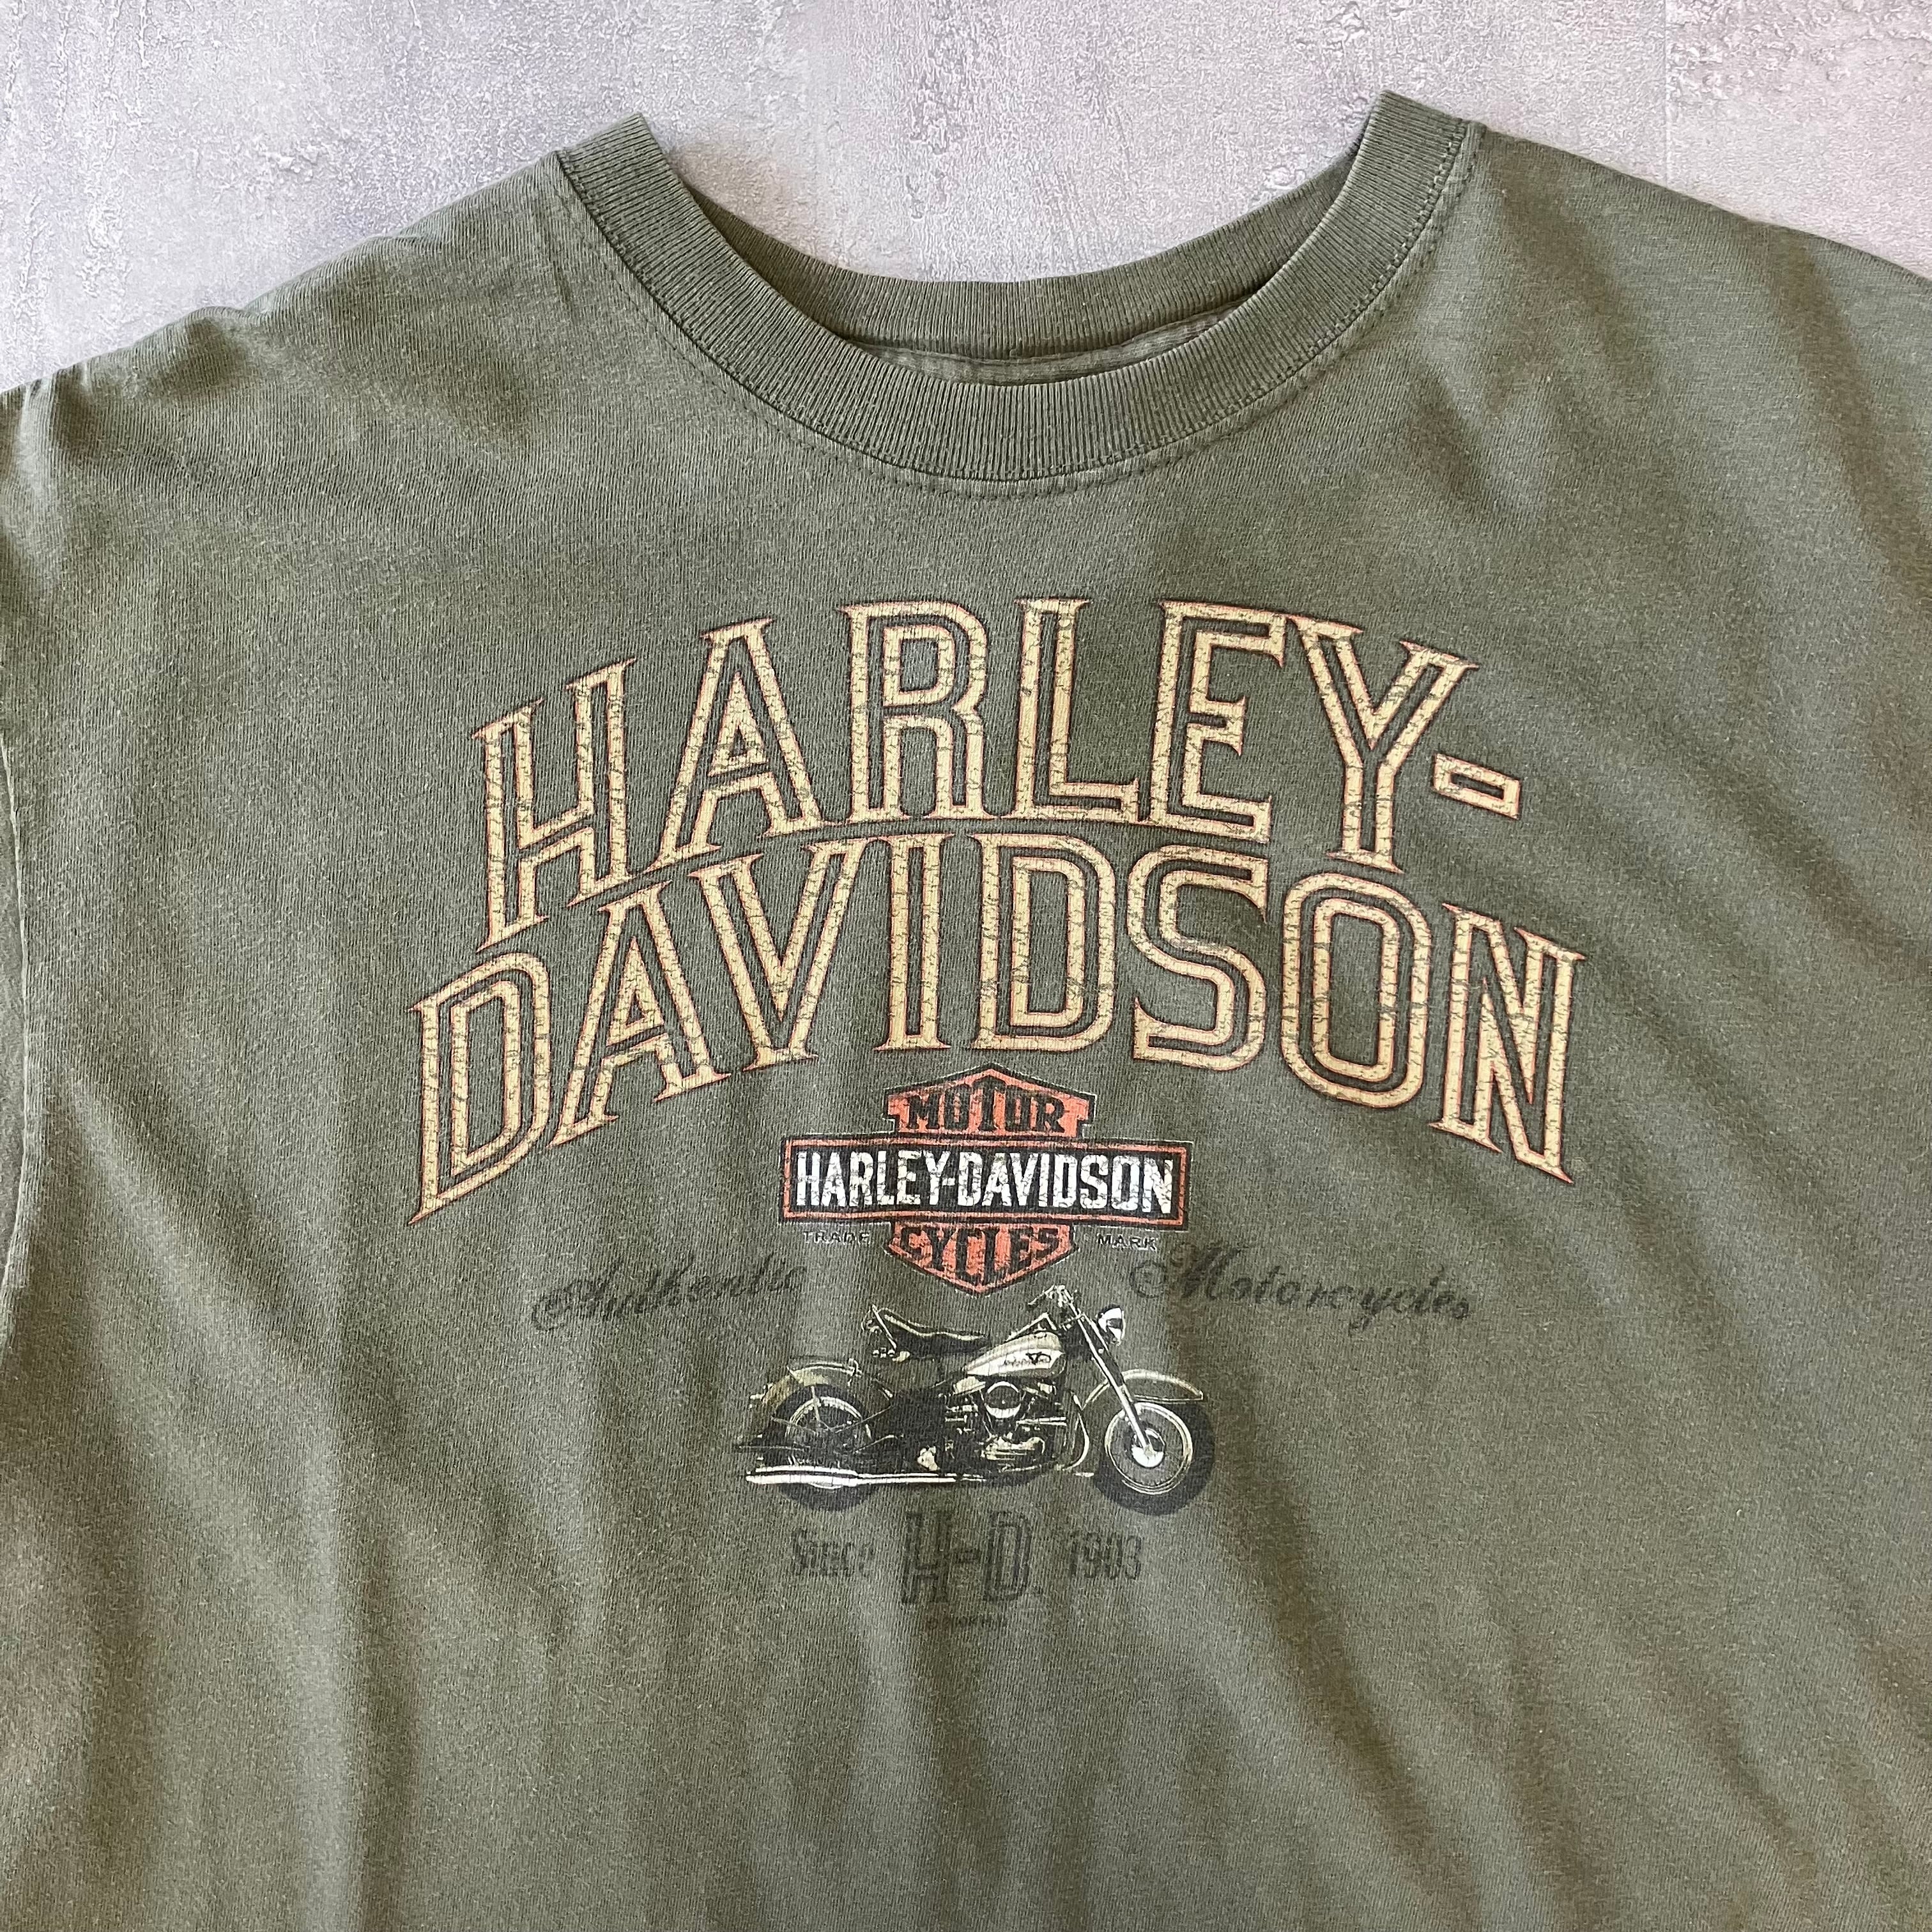 HARLEY-
DAVIDSON
MOTOR
HARLEY-DAVIDSON
CYCLES
TRADE MARK
Authentic Motorcycles
Since H-D. 1903